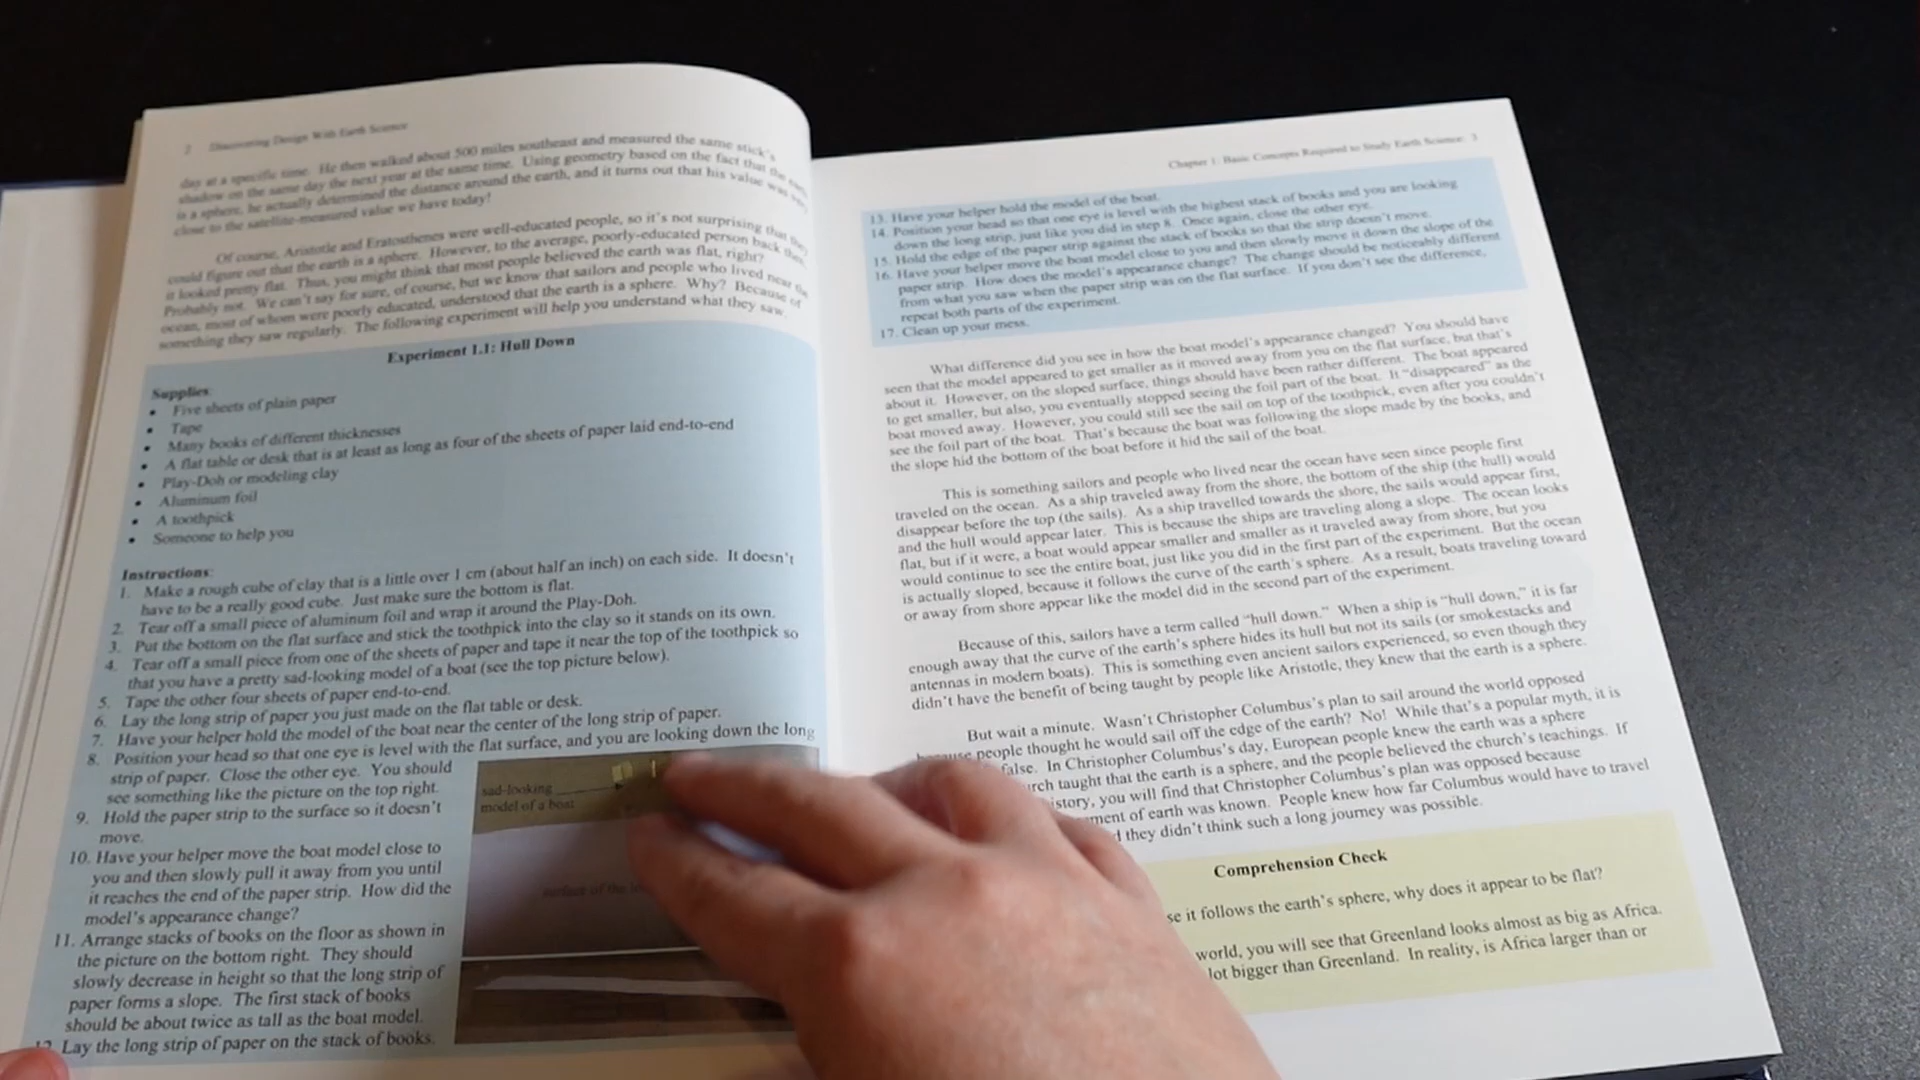 2 Discovering Design With Earth Science
day at a specific time. He then walked about 500 miles southeast and measured the same stick's
shadow on the same day the next year at the same time. Using geometry based on the fact that the
is a sphere, he actually determined the distance around the earth, and it turns out that his value was
close to the satellite-measured value we have today!
Of course, Aristotle and Eratosthenes were well-educated people, so it's not surprising that they
could figure out that the earth is a sphere. However, to the average, poorly-educated person back then,
it looked pretty flat. Thus, you might think that most people believed the earth was flat, right?
Probably not. We can't say for sure, of course, but we know that sailors and people who lived near the
ocean, most of whom were poorly educated, understood that the earth is a sphere. Why? Because of
something they saw regularly. The following experiment will help you understand what they saw.
Experiment 1.1: Hull Down
Supplies:
• Five sheets of plain paper
• Tape
• Many books of different thicknesses
• A flat table or desk that is at least as long as four of the sheets of paper laid end-to-end
• Play-Doh or modeling clay
• Aluminum foil
• A toothpick
• Someone to help you
Instructions:
1. Make a rough cube of clay that is a little over 1 cm (about half an inch) on each side. It doesn't
have to be a really good cube. Just make sure the bottom is flat.
2. Tear off a small piece of aluminum foil and wrap it around the Play-Doh.
3. Put the bottom on the flat surface and stick the toothpick into the clay so it stands on its own.
4. Tear off a small piece from one of the sheets of paper and tape it near the top of the toothpick so
that you have a pretty sad-looking model of a boat (see the top picture below).
5. Tape the other four sheets of paper end-to-end.
6. Lay the long strip of paper you just made on the flat table or desk.
7. Have your helper hold the model of the boat near the center of the long strip of paper.
8. Position your head so that one eye is level with the flat surface, and you are looking down the long
strip of paper. Close the other eye. You should
see something like the picture on the top right.
9. Hold the paper strip to the surface so it doesn't
move.
10. Have your helper move the boat model close to
you and then slowly pull it away from you until
it reaches the end of the paper strip. How did the
model's appearance change?
11. Arrange stacks of books on the floor as shown in
the picture on the bottom right. They should
slowly decrease in height so that the long strip of
paper forms a slope. The first stack of books
should be about twice as tall as the boat model.
Lay the long strip of paper on the stack of books.
sad-looking
model of a boat
surface of the
Chapter 1: Basic Concepts Required to Study Earth Science 3
13. Have your helper hold the model of the boat.
14. Position your head so that one eye is level with the highest stack of books and you are looking
down the long strip, just like you did in step 8. Once again, close the other eye.
15. Hold the edge of the paper strip against the stack of books so that the strip doesn't move.
16. Have your helper move the boat model close to you and then slowly move it down the slope of the
paper strip. How does the model's appearance change? The change should be noticeably different
from what you saw when the paper strip was on the flat surface. If you don't see the difference,
repeat both parts of the experiment.
17. Clean up your mess.
What difference did you see in how the boat model's appearance changed? You should have
seen that the model appeared to get smaller as it moved away from you on the flat surface, but that's
about it. However, on the sloped surface, things should have been rather different. The boat appeared
to get smaller, but also, you eventually stopped seeing the foil part of the boat. It "disappeared" as the
boat moved away. However, you could still see the sail on top of the toothpick, even after you couldn't
see the foil part of the boat. That's because the boat was following the slope made by the books, and
the slope hid the bottom of the boat before it hid the sail of the boat.
This is something sailors and people who lived near the ocean have seen since people first
traveled on the ocean. As a ship traveled away from the shore, the bottom of the ship (the hull) would
disappear before the top (the sails). As a ship travelled towards the shore, the sails would appear first,
and the hull would appear later. This is because the ships are traveling along a slope. The ocean looks
flat, but if it were, a boat would appear smaller and smaller as it traveled away from shore, but you
would continue to see the entire boat, just like you did in the first part of the experiment. But the ocean
is actually sloped, because it follows the curve of the earth's sphere. As a result, boats traveling toward
or away from shore appear like the model did in the second part of the experiment.
Because of this, sailors have a term called "hull down." When a ship is "hull down," it is far
enough away that the curve of the earth's sphere hides its hull but not its sails (or smokestacks and
antennas in modern boats). This is something even ancient sailors experienced, so even though they
didn't have the benefit of being taught by people like Aristotle, they knew that the earth is a sphere.
But wait a minute. Wasn't Christopher Columbus's plan to sail around the world opposed
because people thought he would sail off the edge of the earth? No! While that's a popular myth, it is
false. In Christopher Columbus's day, European people knew the earth was a sphere
taught that the earth is a sphere, and the people believed the church's teachings. If
you will find that Christopher Columbus's plan was opposed because
of earth was known. People knew how far Columbus would have to travel
they didn't think such a long journey was possible.
Comprehension Check
it follows the earth's sphere, why does it appear to be flat?
world, you will see that Greenland looks almost as big as Africa.
lot bigger than Greenland. In reality, is Africa larger than or